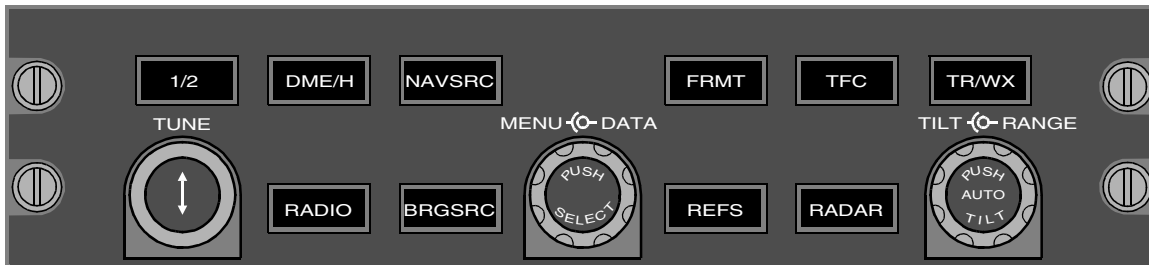 1/2 DME/H NAVSRC FRMT TFC TR/WX
TUNE MENU DATA TILT RANGE
PUSH SELECT
PUSH AUTO TILT
RADIO BRGSRC REFS RADAR